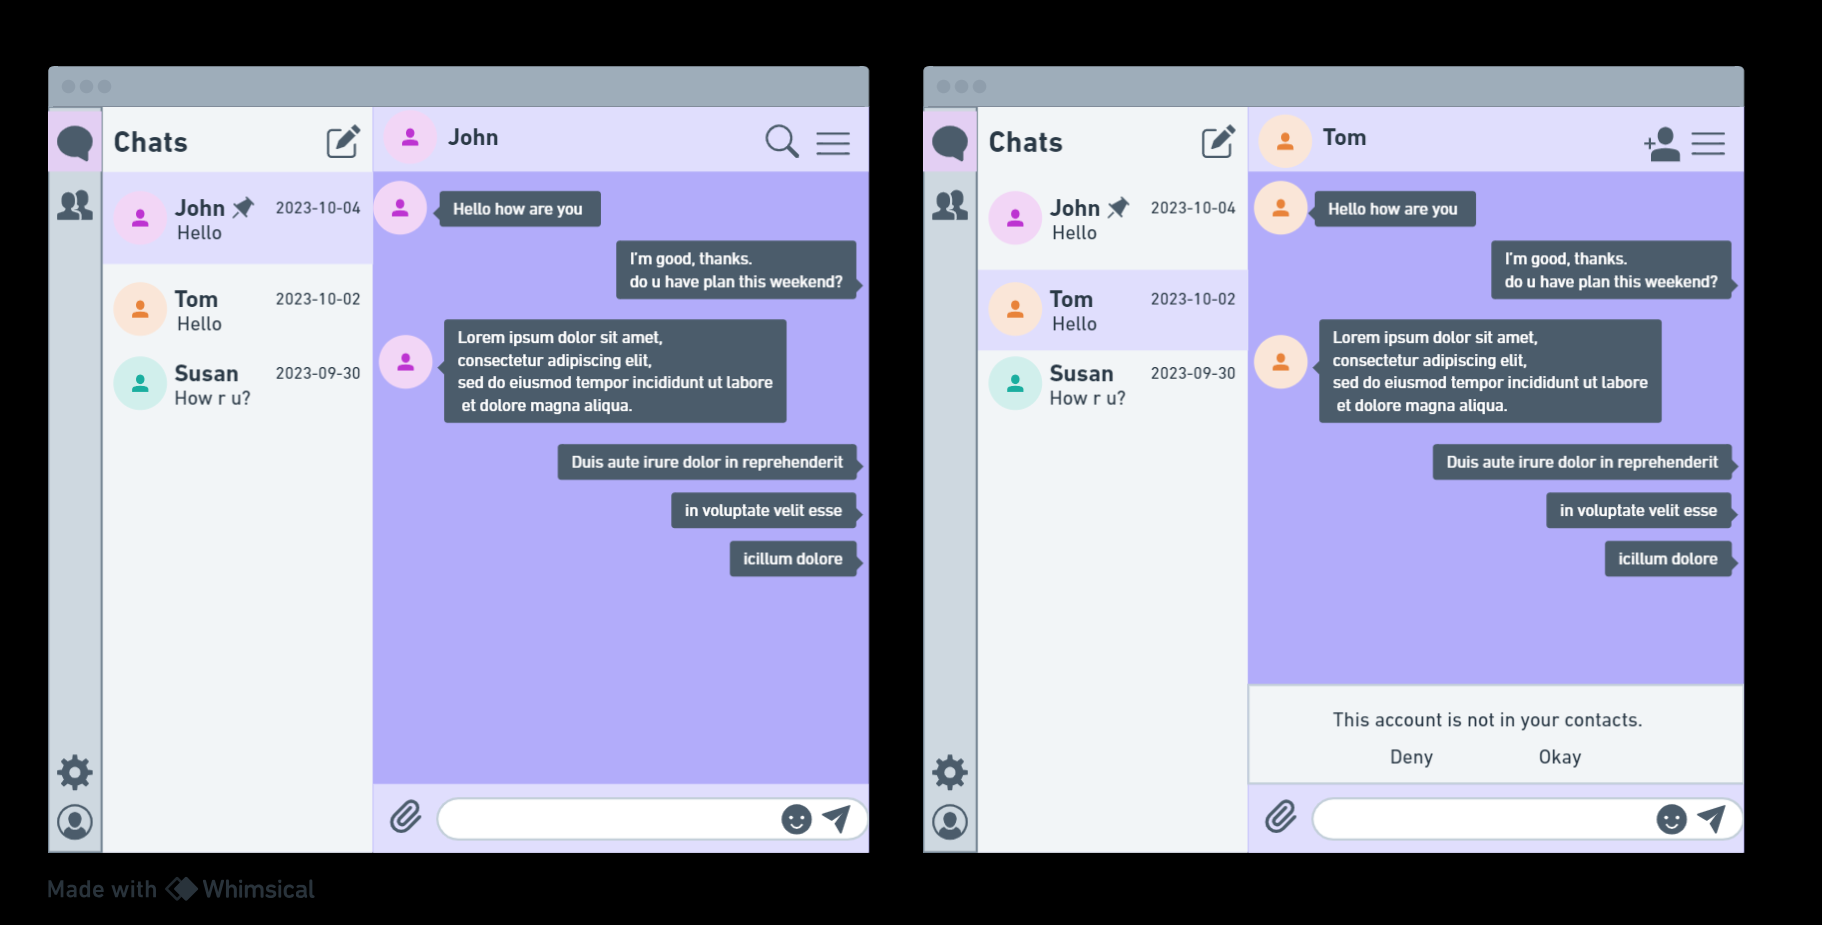 Chats
John
2023-10-04
Hello
Tom
2023-10-02
Hello
Susan
2023-09-30
How r u?
John
Hello how are you
I'm good, thanks.
do u have plan this weekend?
Lorem ipsum dolor sit amet,
consectetur adipiscing elit,
sed do eiusmod tempor incididunt ut labore
et dolore magna aliqua.
Duis aute irure dolor in reprehenderit
in voluptate velit esse
icillum dolore
Chats
John
2023-10-04
Hello
Tom
2023-10-02
Hello
Susan
2023-09-30
How r u?
Tom
Hello how are you
I'm good, thanks.
do u have plan this weekend?
Lorem ipsum dolor sit amet,
consectetur adipiscing elit,
sed do eiusmod tempor incididunt ut labore
et dolore magna aliqua.
Duis aute irure dolor in reprehenderit
in voluptate velit esse
icillum dolore
This account is not in your contacts.
Deny
Okay
Made with Whimsical